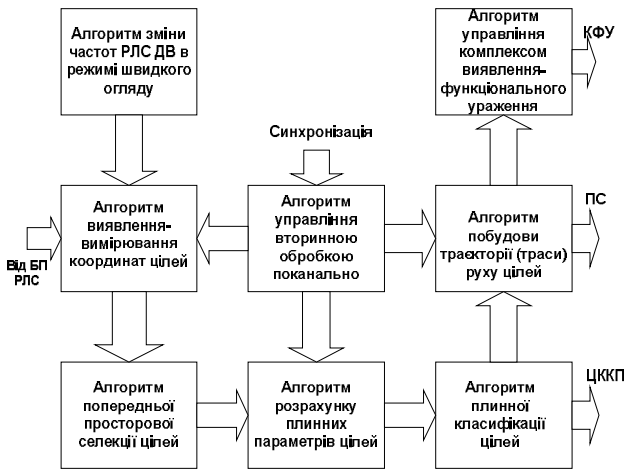 Алгоритм зміни
частот РЛС ДВ в
режимі швидкого
огляду
Алгоритм
управління
комплексом
виявлення-
функціонального
ураження
КФУ
Синхронізація
Алгоритм
виявлення-
вимірювання
координат цілей
Алгоритм
управління
вторинною
обробкою
поканально
Алгоритм
побудови
траєкторії (траси)
руху цілей
ПС
Від БП
РЛС
Алгоритм
попередньої
просторової
селекції цілей
Алгоритм
розрахунку
плинних
параметрів цілей
Алгоритм
плинної
класифікації
цілей
ЦККП